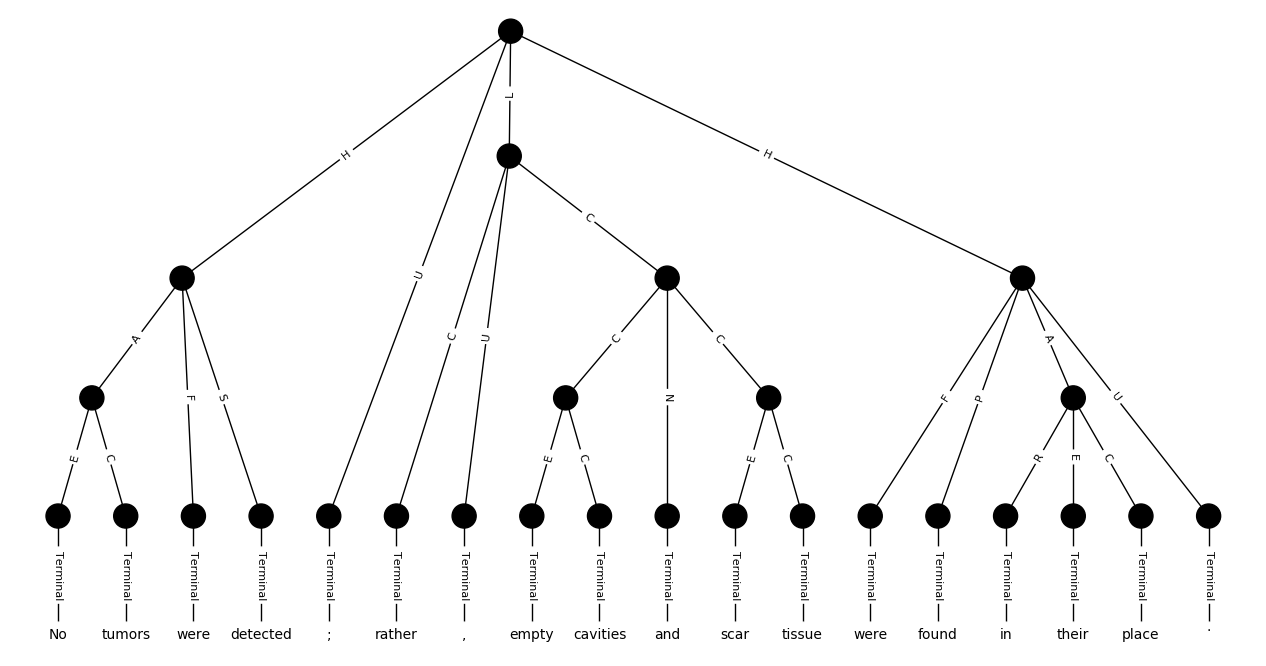 L
H H
C
U
A C U C C A F P U
F S N
E C E C E C R E C
Terminal Terminal Terminal Terminal Terminal Terminal Terminal Terminal Terminal Terminal Terminal Terminal Terminal Terminal Terminal Terminal Terminal Terminal
No tumors were detected ; rather , empty cavities and scar tissue were found in their place .